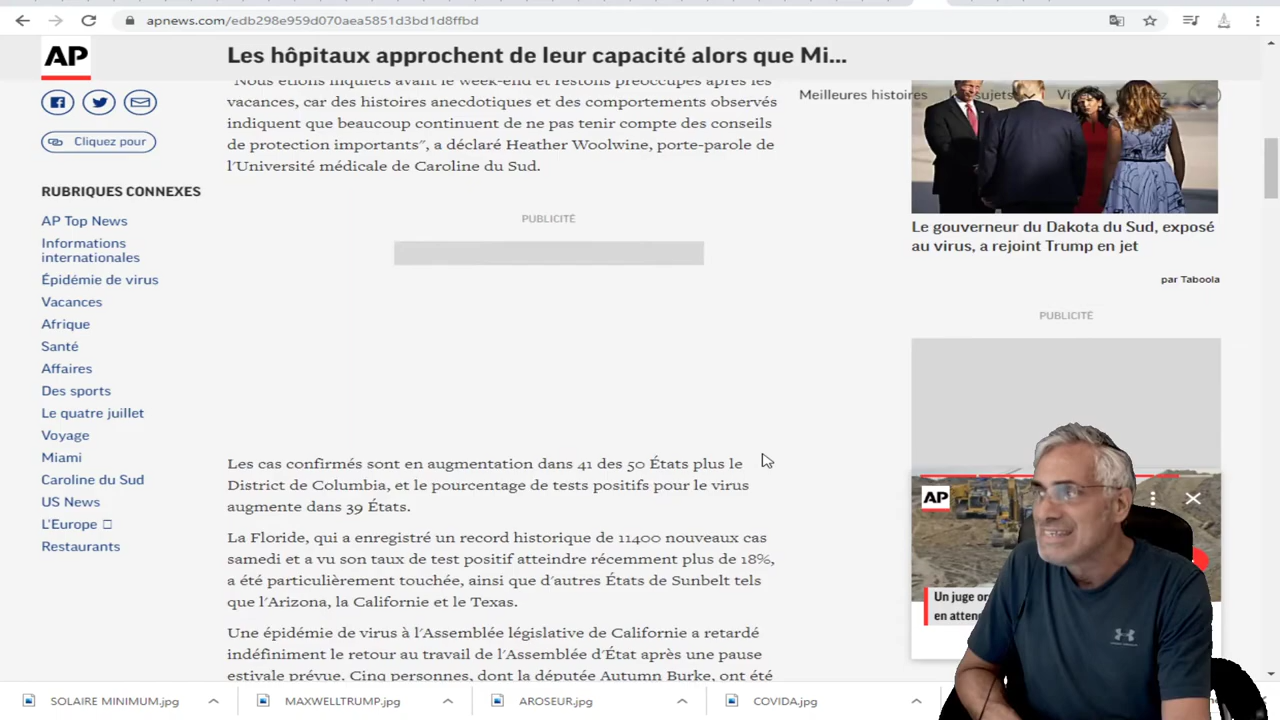 apnews.com/edb298e959d070aea5851d3bd1d8ffbd
AP
Les hôpitaux approchent de leur capacité alors que Mi...
"Nous étions inquiets avant le week-end et restons préoccupés après les
vacances, car des histoires anecdotiques et des comportements observés
indiquent que beaucoup continuent de ne pas tenir compte des conseils
de protection importants", a déclaré Heather Woolwine, porte-parole de
l'Université médicale de Caroline du Sud.
Cliquez pour
RUBRIQUES CONNEXES
AP Top News
Informations
internationales
Épidémie de virus
Vacances
Afrique
Santé
Affaires
Des sports
Le quatre juillet
Voyage
Miami
Caroline du Sud
US News
L'Europe
Restaurants
PUBLICITÉ
Les cas confirmés sont en augmentation dans 41 des 50 États plus le
District de Columbia, et le pourcentage de tests positifs pour le virus
augmente dans 39 États.
La Floride, qui a enregistré un record historique de 11400 nouveaux cas
samedi et a vu son taux de test positif atteindre récemment plus de 18%,
a été particulièrement touchée, ainsi que d'autres États de Sunbelt tels
que l'Arizona, la Californie et le Texas.
Une épidémie de virus à l'Assemblée législative de Californie a retardé
indéfiniment le retour au travail de l'Assemblée d'État après une pause
estivale prévue. Cinq personnes, dont la députée Autumn Burke, ont été
Meilleures histoires
Le gouverneur du Dakota du Sud, exposé
au virus, a rejoint Trump en jet
par Taboola
PUBLICITÉ
AP
Un juge
en
SOLAIRE MINIMUM.jpg
MAXWELLTRUMP.jpg
AROSEUR.jpg
COVIDA.jpg